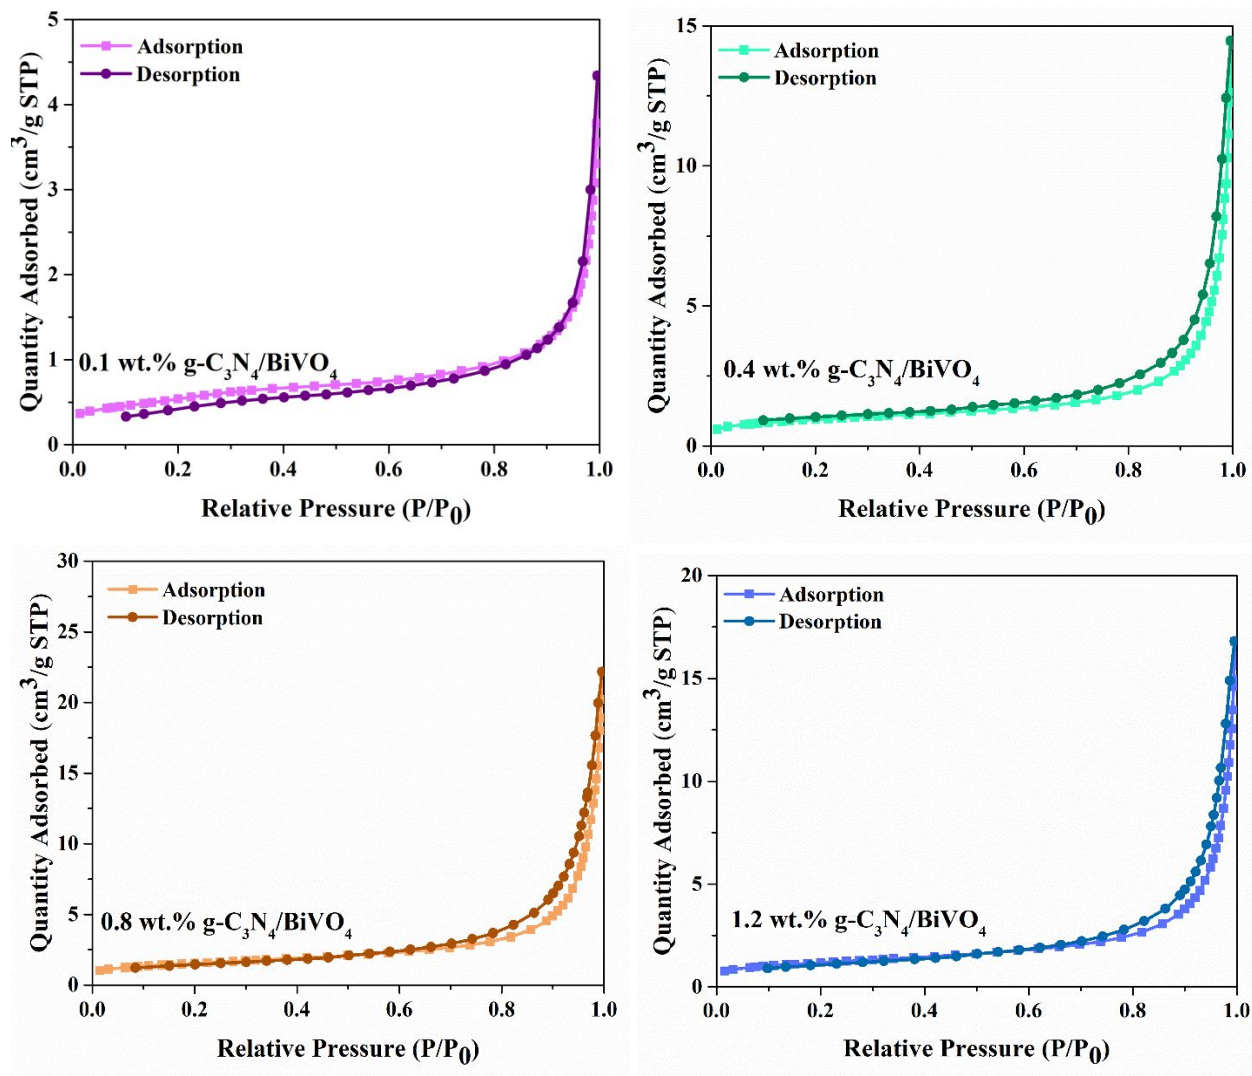 Adsorption
Desorption
Quantity Adsorbed (cm³/g STP)
5
4
3
2
1
0
0.1 wt.% g-C₃N₄/BiVO₄
0.0 0.2 0.4 0.6 0.8 1.0
Relative Pressure (P/P₀)
Adsorption
Desorption
Quantity Adsorbed (cm³/g STP)
15
10
5
0
0.4 wt.% g-C₃N₄/BiVO₄
0.0 0.2 0.4 0.6 0.8 1.0
Relative Pressure (P/P₀)
Adsorption
Desorption
Quantity Adsorbed (cm³/g STP)
30
25
20
15
10
5
0
0.8 wt.% g-C₃N₄/BiVO₄
0.0 0.2 0.4 0.6 0.8 1.0
Relative Pressure (P/P₀)
Adsorption
Desorption
Quantity Adsorbed (cm³/g STP)
20
15
10
5
0
1.2 wt.% g-C₃N₄/BiVO₄
0.0 0.2 0.4 0.6 0.8 1.0
Relative Pressure (P/P₀)